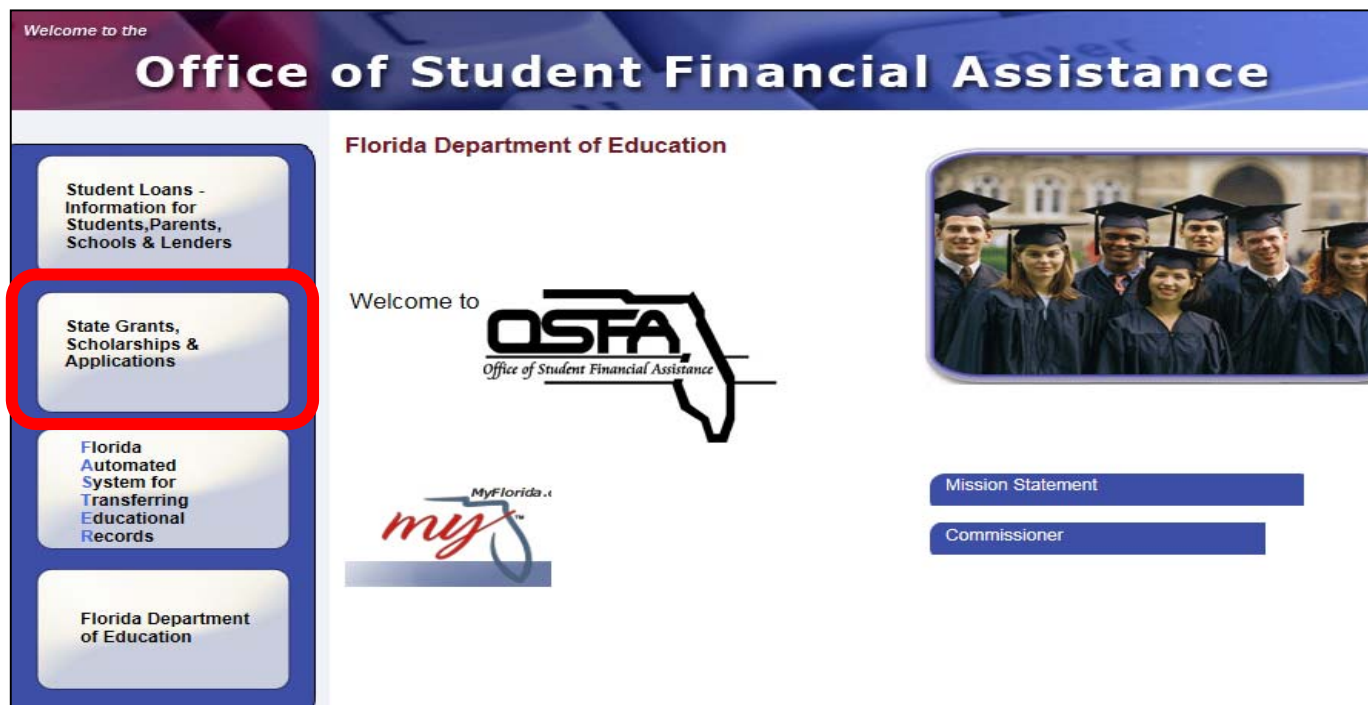 Welcome to the
Office of Student Financial Assistance
Student Loans -
Information for
Students,Parents,
Schools & Lenders
State Grants,
Scholarships &
Applications
Florida
Automated
System for
Transferring
Educational
Records
Florida Department
of Education
Florida Department of Education
Welcome to
OSFA
Office of Student Financial Assistance
MyFlorida.c
my
TM
Mission Statement
Commissioner